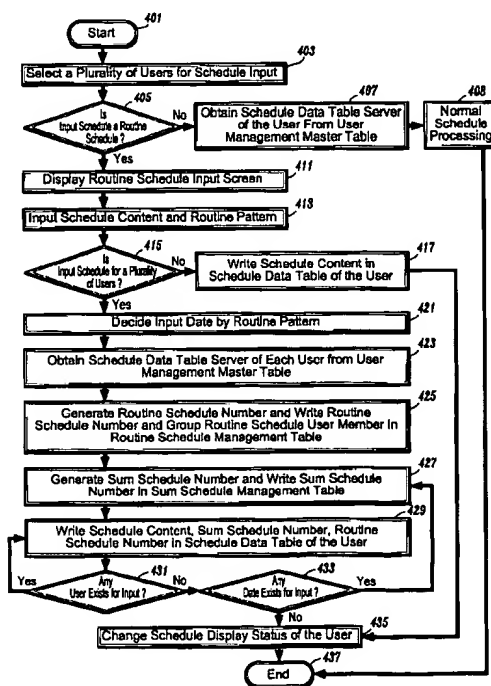 401
Start
403
Select a Plurality of Users for Schedule Input
405
Is
Input Schedule a Routine
Schedule ?
No
407
Obtain Schedule Data Table Server
of the User From User
Management Master Table
408
Normal
Schedule
Processing
Yes
411
Display Routine Schedule Input Screen
413
Input Schedule Content and Routine Pattern
415
Is
Input Schedule for a Plurality
of Users ?
No
417
Write Schedule Content in
Schedule Data Table of the User
Yes
421
Decide Input Date by Routine Pattern
423
Obtain Schedule Data Table Server of Each User from User
Management Master Table
425
Generate Routine Schedule Number and Write Routine
Schedule Number and Group Routine Schedule User Member in
Routine Schedule Management Table
427
Generate Sum Schedule Number and Write Sum Schedule
Number in Sum Schedule Management Table
429
Write Schedule Content, Sum Schedule Number, Routine
Schedule Number in Schedule Data Table of the User
431
Yes
Any
User Exists for Input ?
No
433
Any
Date Exists for Input ?
Yes
No
435
Change Schedule Display Status of the User
437
End